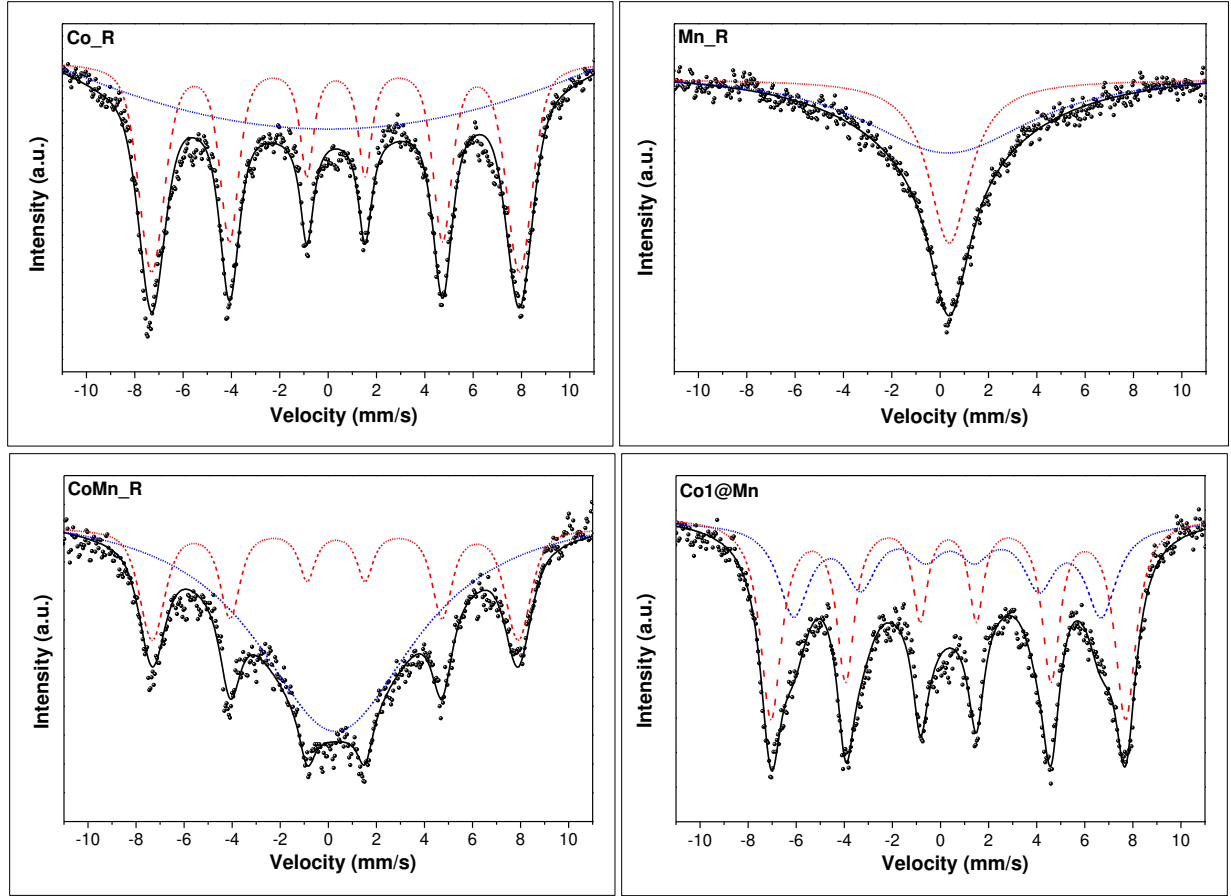 Co_R
Intensity (a.u.)
-10 -8 -6 -4 -2 0 2 4 6 8 10
Velocity (mm/s)
Mn_R
Intensity (a.u.)
-10 -8 -6 -4 -2 0 2 4 6 8 10
Velocity (mm/s)
CoMn_R
Intensity (a.u.)
-10 -8 -6 -4 -2 0 2 4 6 8 10
Velocity (mm/s)
Co1@Mn
Intensity (a.u.)
-10 -8 -6 -4 -2 0 2 4 6 8 10
Velocity (mm/s)